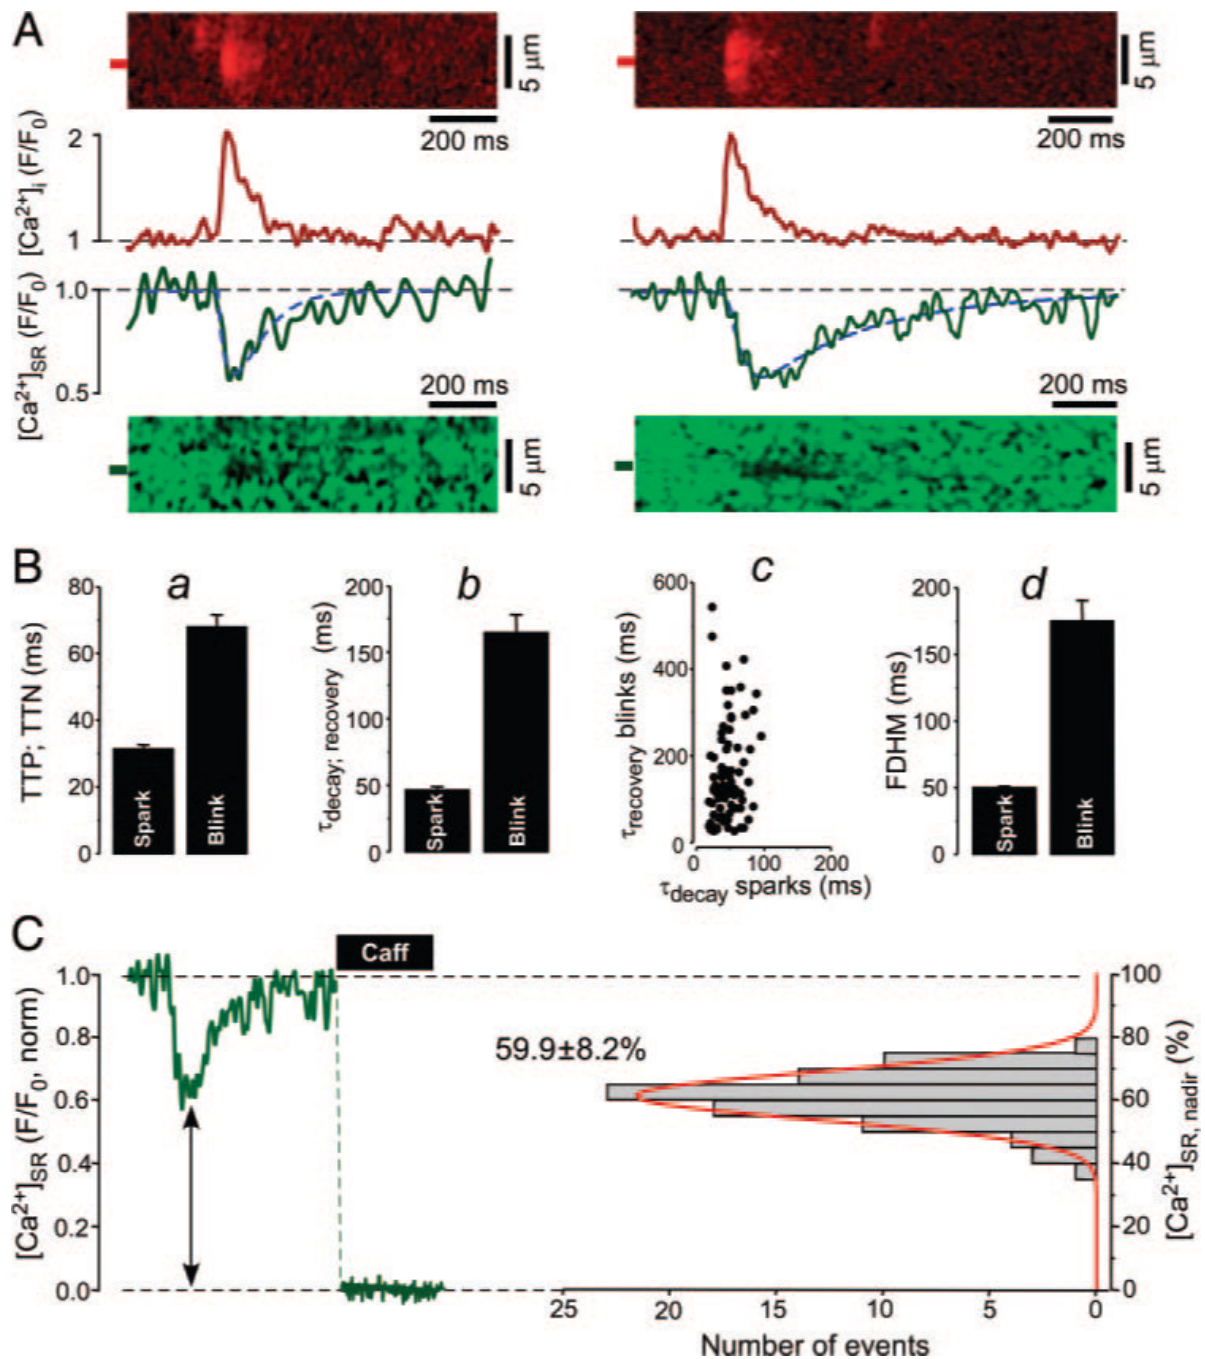 A
5 μm
5 μm
200 ms
200 ms
[Ca2+]i (F/F0)
2
1
[Ca2+]SR (F/F0)
1.0
0.5
200 ms
200 ms
5 μm
5 μm
B
a
TTP; TTN (ms)
80
60
40
20
0
Spark
Blink
b
τdecay; recovery (ms)
200
150
100
50
0
Spark
Blink
c
τrecovery blinks (ms)
600
400
200
0
0 100 200
τdecay sparks (ms)
d
FDHM (ms)
200
150
100
50
0
Spark
Blink
C
Caff
[Ca2+]SR (F/F0, norm)
1.0
0.8
0.6
0.4
0.2
0.0
59.9±8.2%
100
80
60
40
20
0
[Ca2+]SR, nadir (%)
25 20 15 10 5 0
Number of events